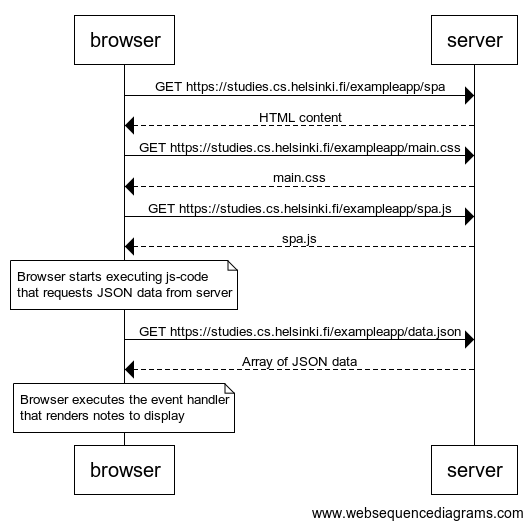 browser
server
GET https://studies.cs.helsinki.fi/exampleapp/spa
HTML content
GET https://studies.cs.helsinki.fi/exampleapp/main.css
main.css
GET https://studies.cs.helsinki.fi/exampleapp/spa.js
spa.js
Browser starts executing js-code
that requests JSON data from server
GET https://studies.cs.helsinki.fi/exampleapp/data.json
Array of JSON data
Browser executes the event handler
that renders notes to display
browser
server
www.websequencediagrams.com